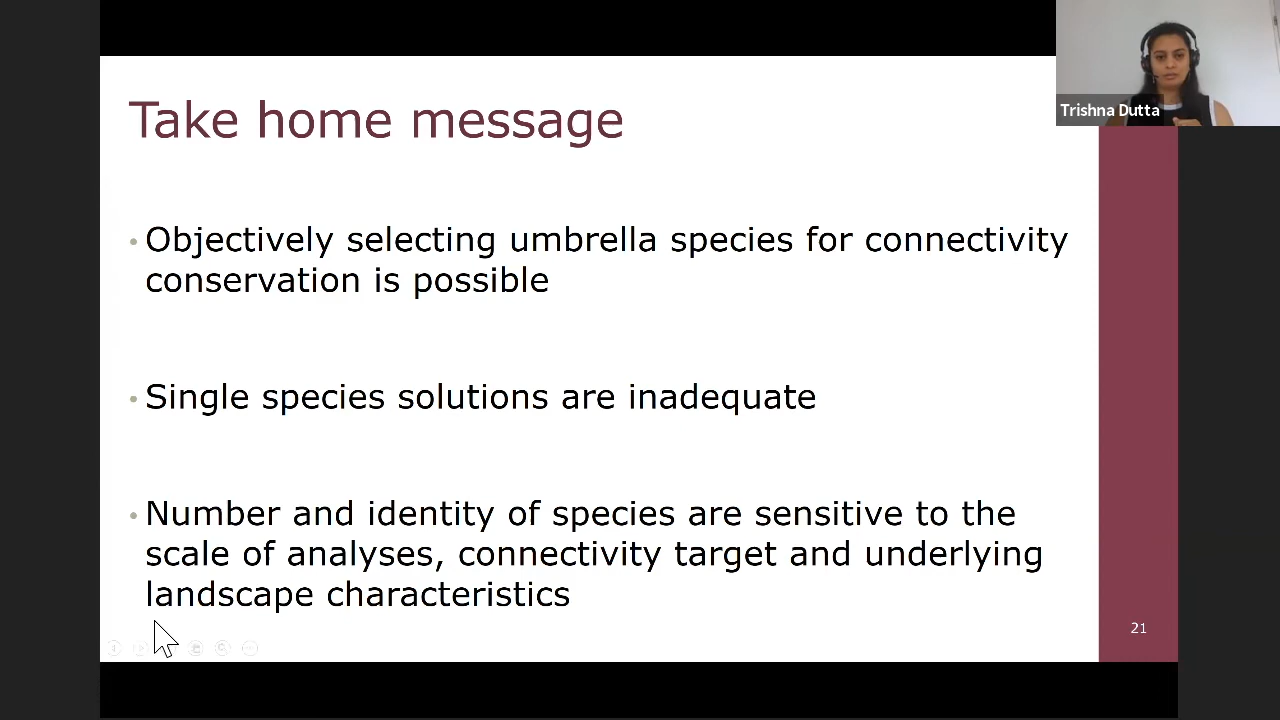 Take home message
Trishna Dutta
• Objectively selecting umbrella species for connectivity
conservation is possible
• Single species solutions are inadequate
• Number and identity of species are sensitive to the
scale of analyses, connectivity target and underlying
landscape characteristics
21